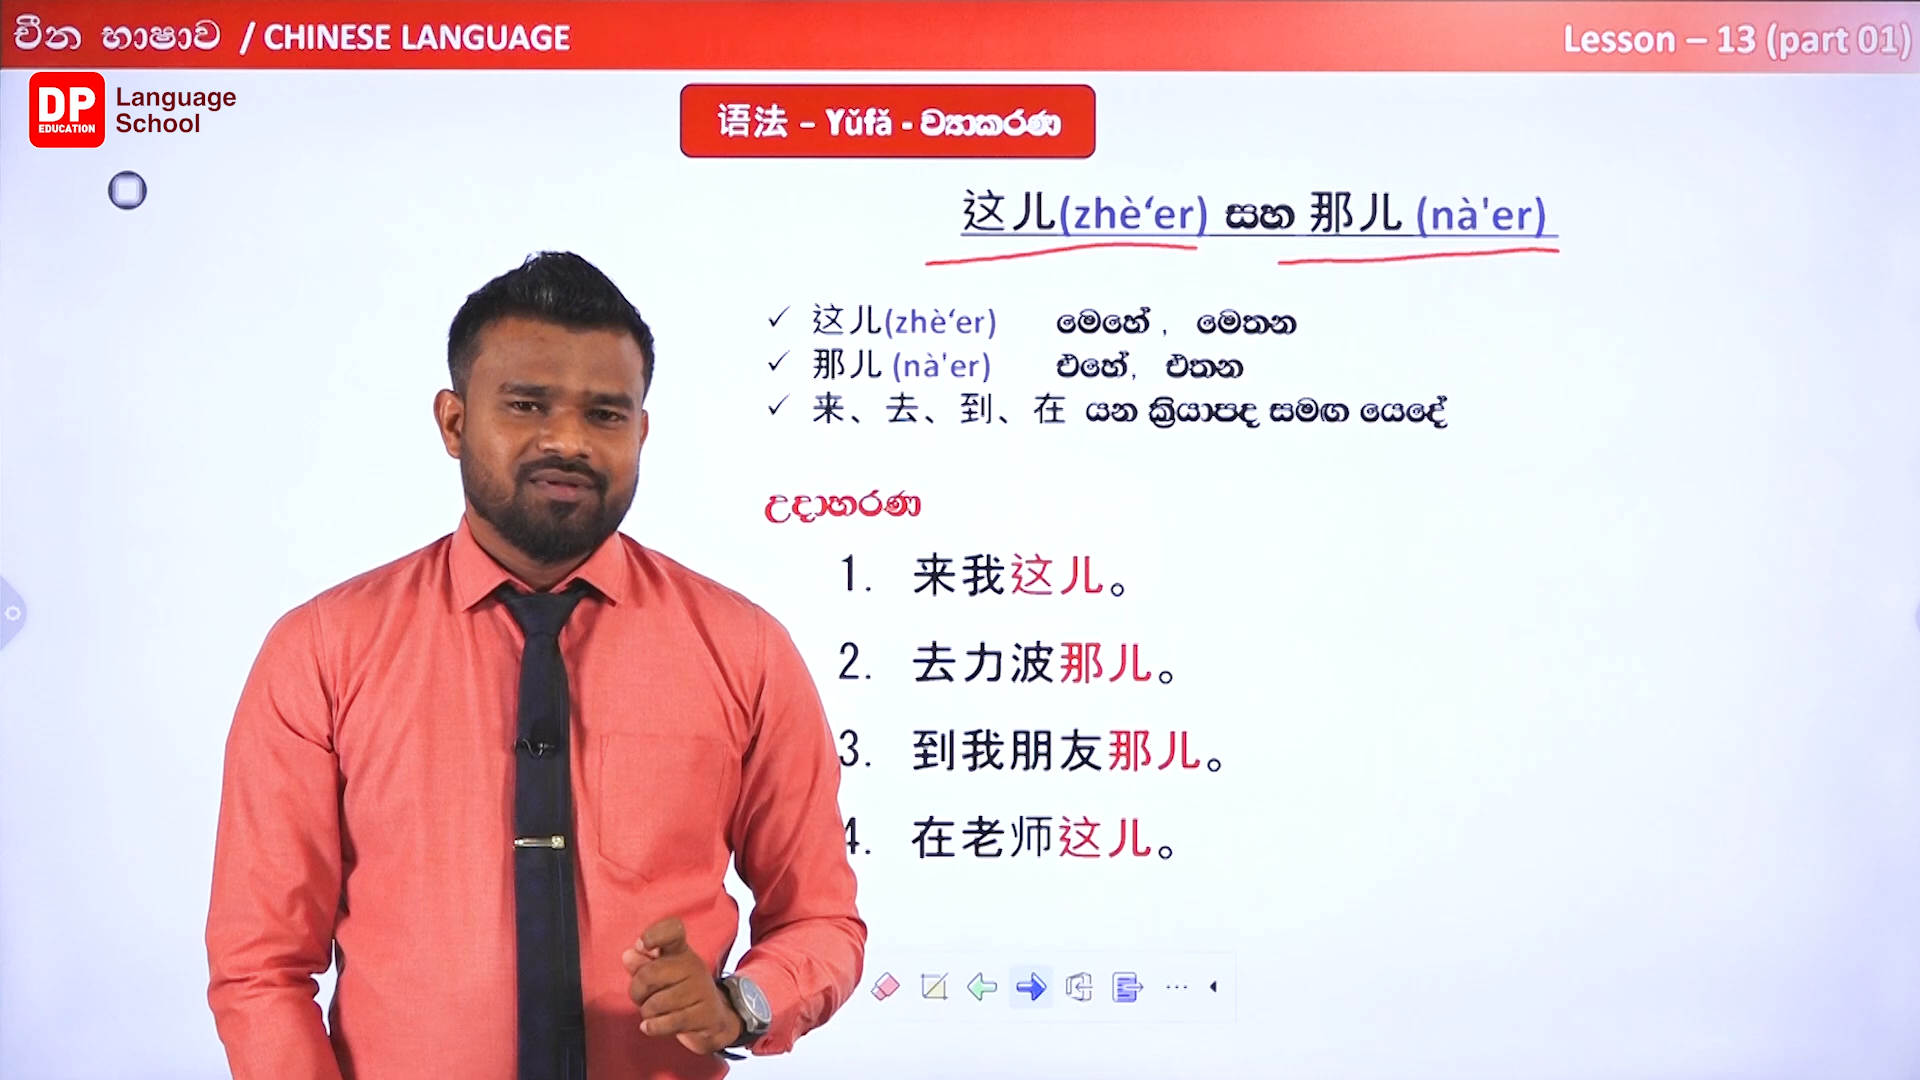 චීන භාෂාව / CHINESE LANGUAGE
Lesson – 13 (part 01)
DP
EDUCATION
Language
School
语法 – Yǔfǎ - ව්‍යාකරණ
这儿(zhè‘er) සහ 那儿 (nà'er)
✓ 这儿(zhè‘er) මෙහේ , මෙතන
✓ 那儿 (nà'er) එහේ, එතන
✓ 来、去、到、在 යන ක්‍රියාපද සමඟ යෙදේ
උදාහරණ
1. 来我这儿。
2. 去力波那儿。
3. 到我朋友那儿。
4. 在老师这儿。